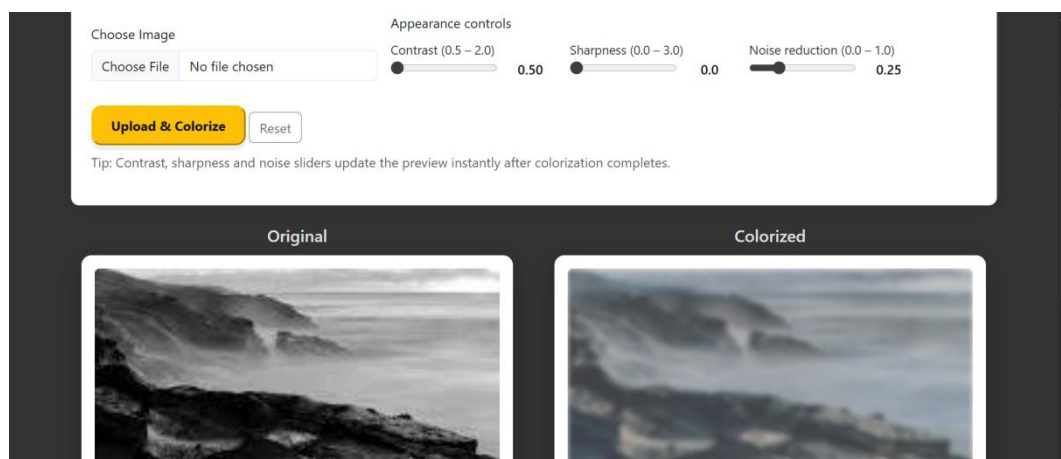 Choose Image
Choose File No file chosen
Appearance controls
Contrast (0.5 – 2.0) Sharpness (0.0 – 3.0) Noise reduction (0.0 – 1.0)
0.50 0.0 0.25
Upload & Colorize Reset
Tip: Contrast, sharpness and noise sliders update the preview instantly after colorization completes.
Original Colorized